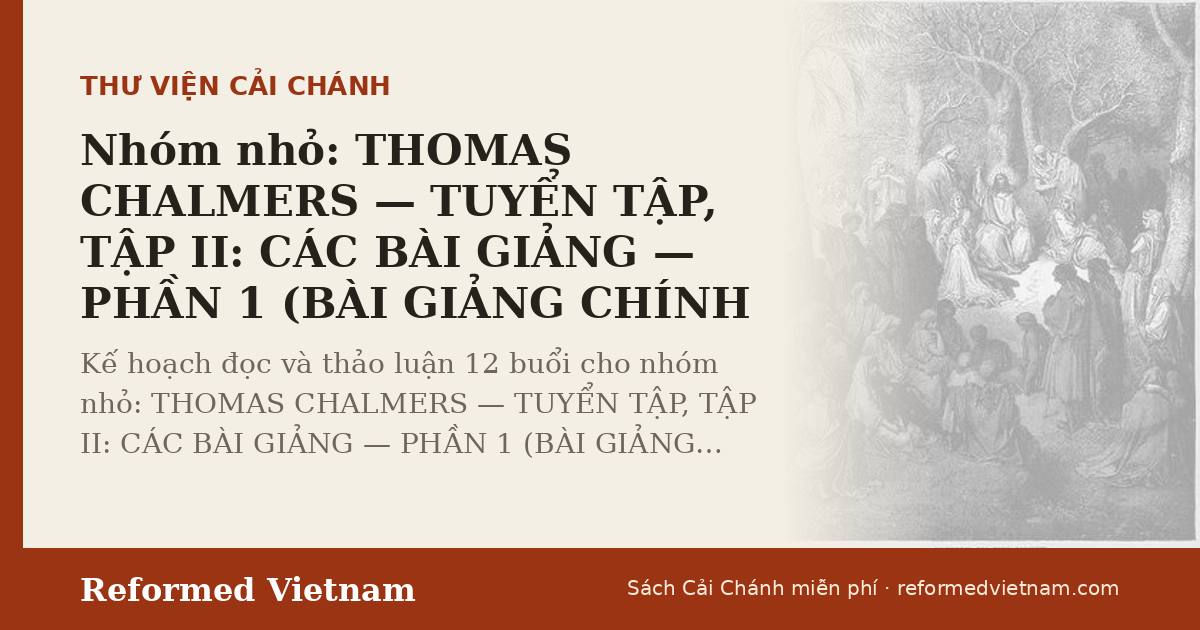 THƯ VIỆN CẢI CHÁNH
Nhóm nhỏ: THOMAS
CHALMERS — TUYỂN TẬP,
TẬP II: CÁC BÀI GIẢNG —
PHẦN 1 (BÀI GIẢNG CHÍNH
Kế hoạch đọc và thảo luận 12 buổi cho nhóm
nhỏ: THOMAS CHALMERS — TUYỂN TẬP, TẬP
II: CÁC BÀI GIẢNG — PHẦN 1 (BÀI GIẢNG...
Reformed Vietnam
Sách Cải Chánh miễn phí · reformedvietnam.com